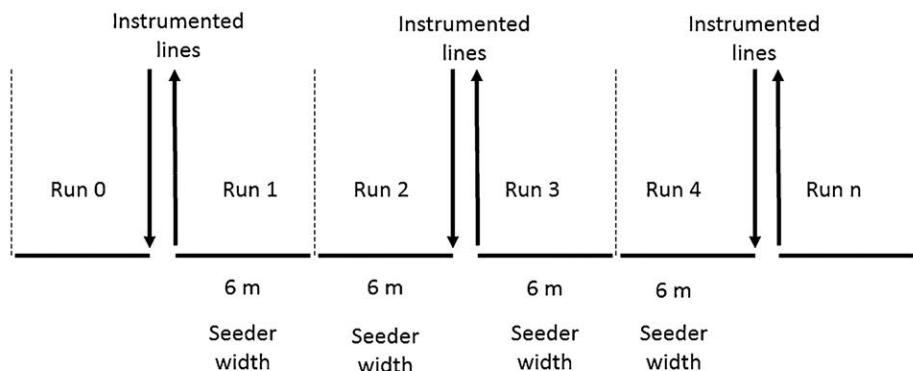 Instrumented
lines
Instrumented
lines
Instrumented
lines
Run 0
Run 1
Run 2
Run 3
Run 4
Run n
6 m
6 m
6 m
6 m
Seeder
width
Seeder
width
Seeder
width
Seeder
width